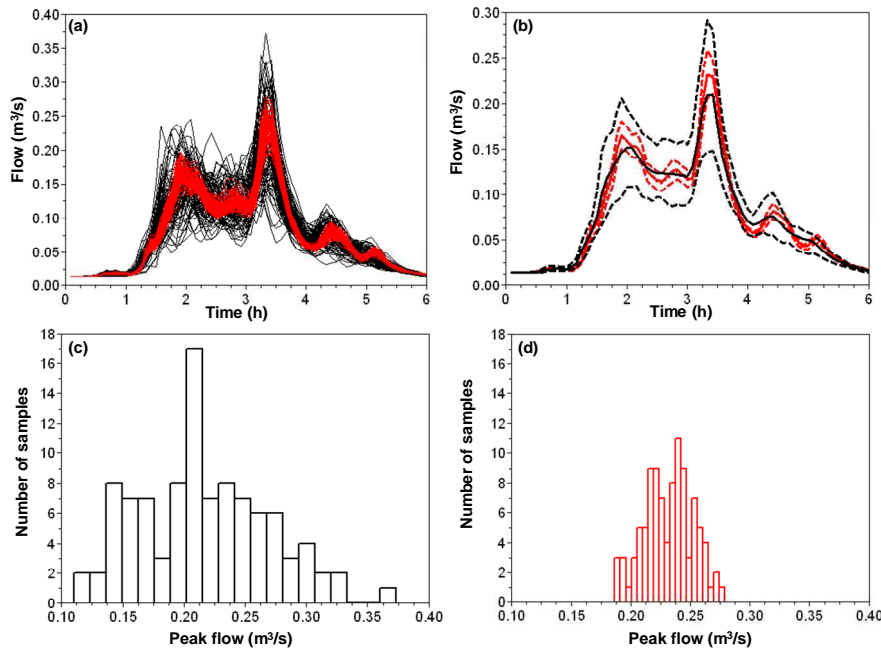 (a)
Flow (m³/s)
0.40
0.35
0.30
0.25
0.20
0.15
0.10
0.05
0.00
0 1 2 3 4 5 6
Time (h)
(b)
Flow (m³/s)
0.30
0.25
0.20
0.15
0.10
0.05
0.00
0 1 2 3 4 5 6
Time (h)
(c)
Number of samples
18
16
14
12
10
8
6
4
2
0
0.10 0.15 0.20 0.25 0.30 0.35 0.40
Peak flow (m³/s)
(d)
Number of samples
18
16
14
12
10
8
6
4
2
0
0.10 0.15 0.20 0.25 0.30 0.35 0.40
Peak flow (m³/s)